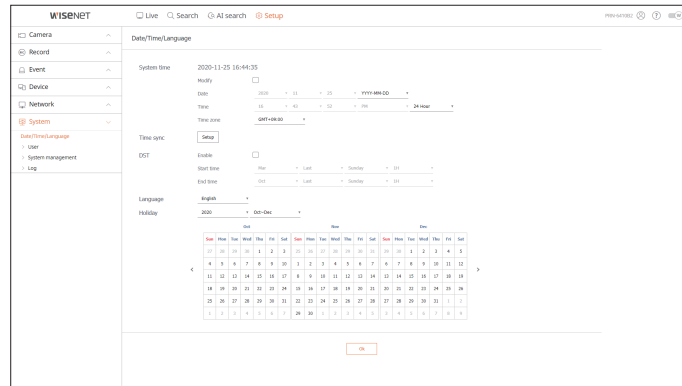 WISENET
Live Search AI search Setup
PRN-6400B2
Camera
Record
Event
Device
Network
System
Date/Time/Language
User
System management
Log
Date/Time/Language
System time 2020-11-25 16:44:35
Modify
Date 2020 11 25 YYYY-MM-DD
Time 16 43 52 PM 24 Hour
Time zone GMT+09:00
Time sync Setup
DST Enable
Start time Mar Last Sunday 1H
End time Oct Last Sunday 1H
Language English
Holiday 2020 Oct~Dec
Oct Nov Dec
Sun Mon Tue Wed Thu Fri Sat Sun Mon Tue Wed Thu Fri Sat Sun Mon Tue Wed Thu Fri Sat
27 28 29 30 1 2 3 25 26 27 28 29 30 31 29 30 1 2 3 4 5
4 5 6 7 8 9 10 1 2 3 4 5 6 7 6 7 8 9 10 11 12
11 12 13 14 15 16 17 8 9 10 11 12 13 14 13 14 15 16 17 18 19
18 19 20 21 22 23 24 15 16 17 18 19 20 21 20 21 22 23 24 25 26
25 26 27 28 29 30 31 22 23 24 25 26 27 28 27 28 29 30 31 1 2
1 2 3 4 5 6 7 29 30 1 2 3 4 5 3 4 5 6 7 8 9
Ok